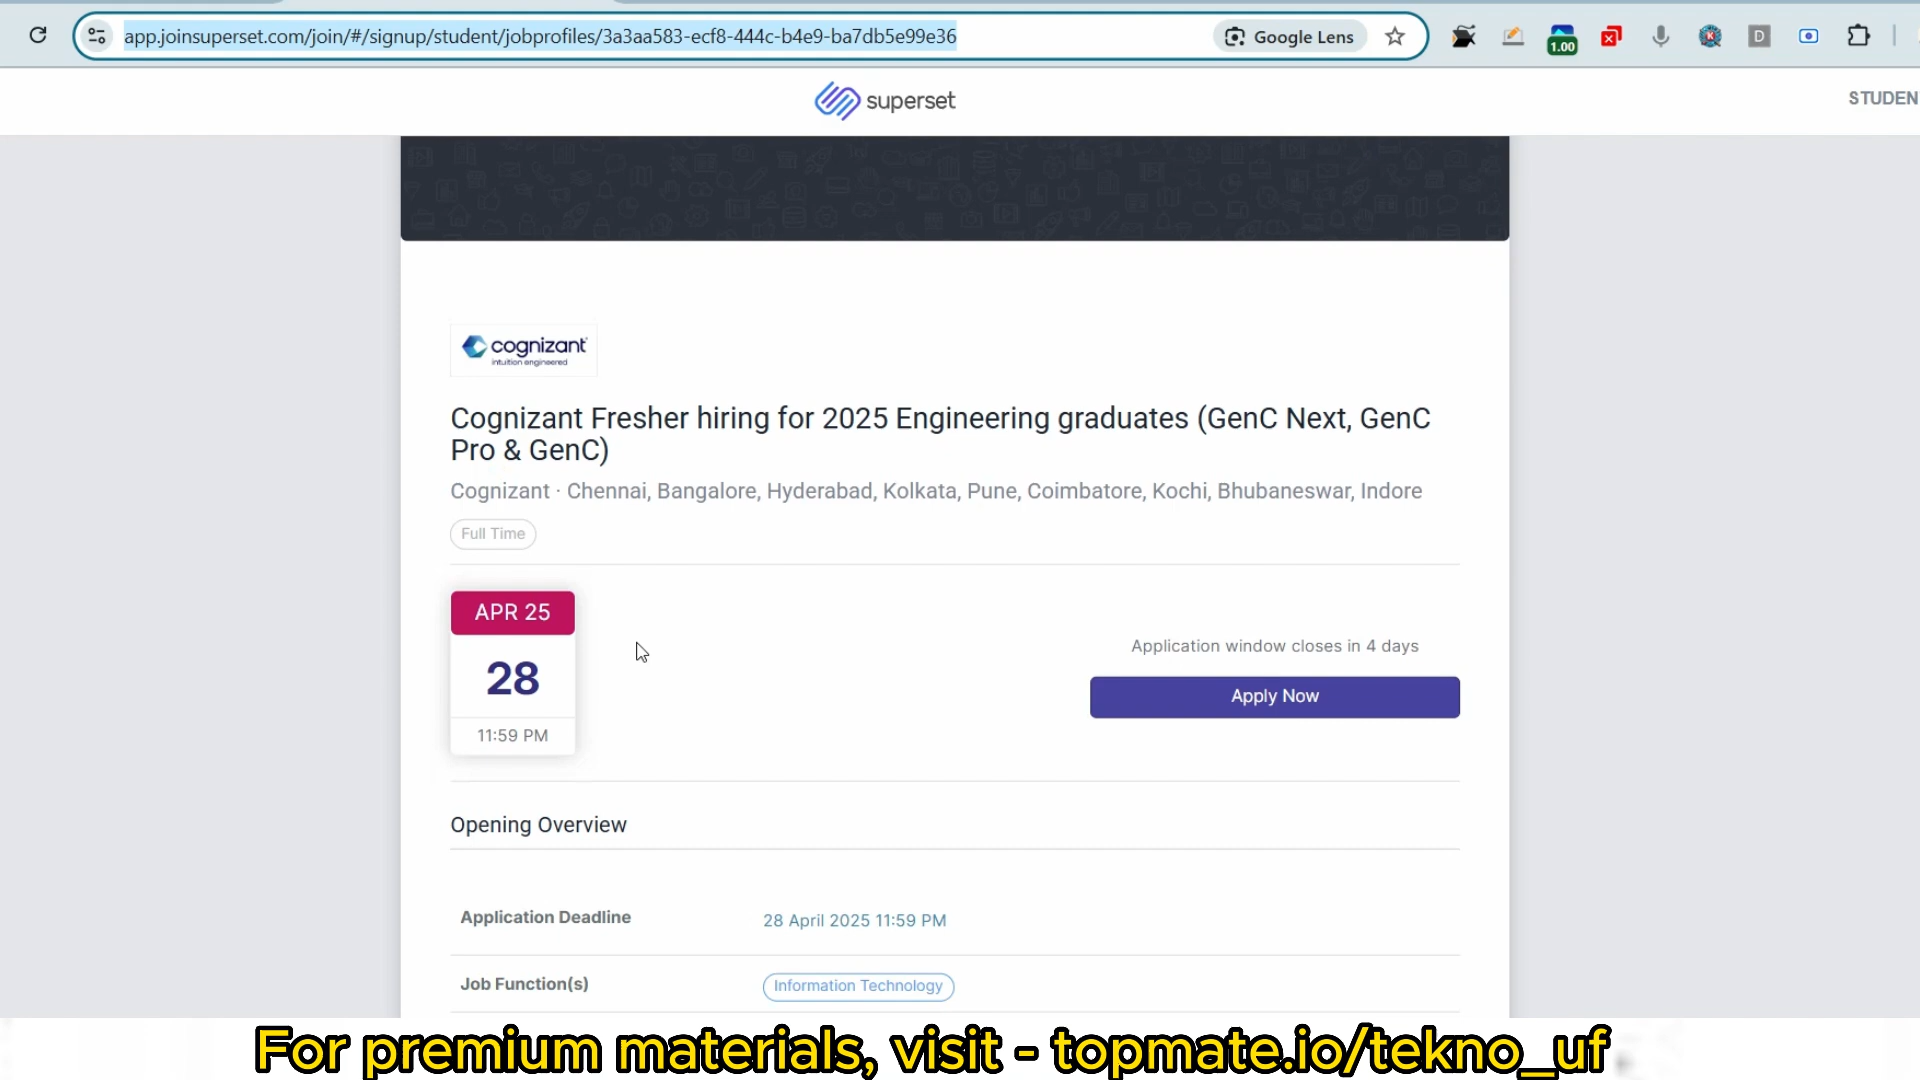 app.joinsuperset.com/join/#/signup/student/jobprofiles/3a3aa583-ecf8-444c-b4e9-ba7db5e99e36
Google Lens
1.00
D
superset
STUDEN
cognizant
intuition engineered
Cognizant Fresher hiring for 2025 Engineering graduates (GenC Next, GenC
Pro & GenC)
Cognizant · Chennai, Bangalore, Hyderabad, Kolkata, Pune, Coimbatore, Kochi, Bhubaneswar, Indore
Full Time
APR 25
28
11:59 PM
Application window closes in 4 days
Apply Now
Opening Overview
Application Deadline
28 April 2025 11:59 PM
Job Function(s)
Information Technology
For premium materials, visit - topmate.io/tekno_uf